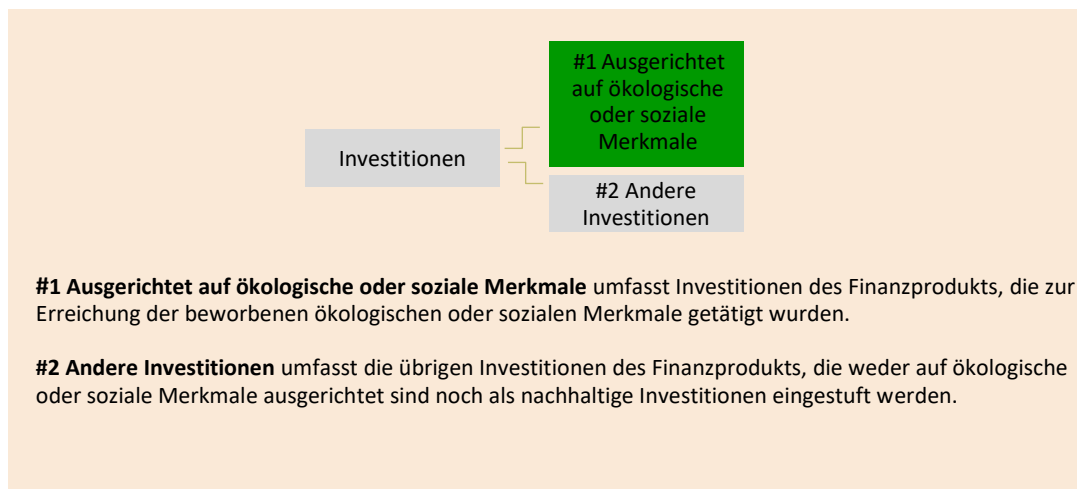 #1 Ausgerichtet
auf ökologische
oder soziale
Merkmale
Investitionen
#2 Andere
Investitionen
#1 Ausgerichtet auf ökologische oder soziale Merkmale umfasst Investitionen des Finanzprodukts, die zur
Erreichung der beworbenen ökologischen oder sozialen Merkmale getätigt wurden.
#2 Andere Investitionen umfasst die übrigen Investitionen des Finanzprodukts, die weder auf ökologische
oder soziale Merkmale ausgerichtet sind noch als nachhaltige Investitionen eingestuft werden.